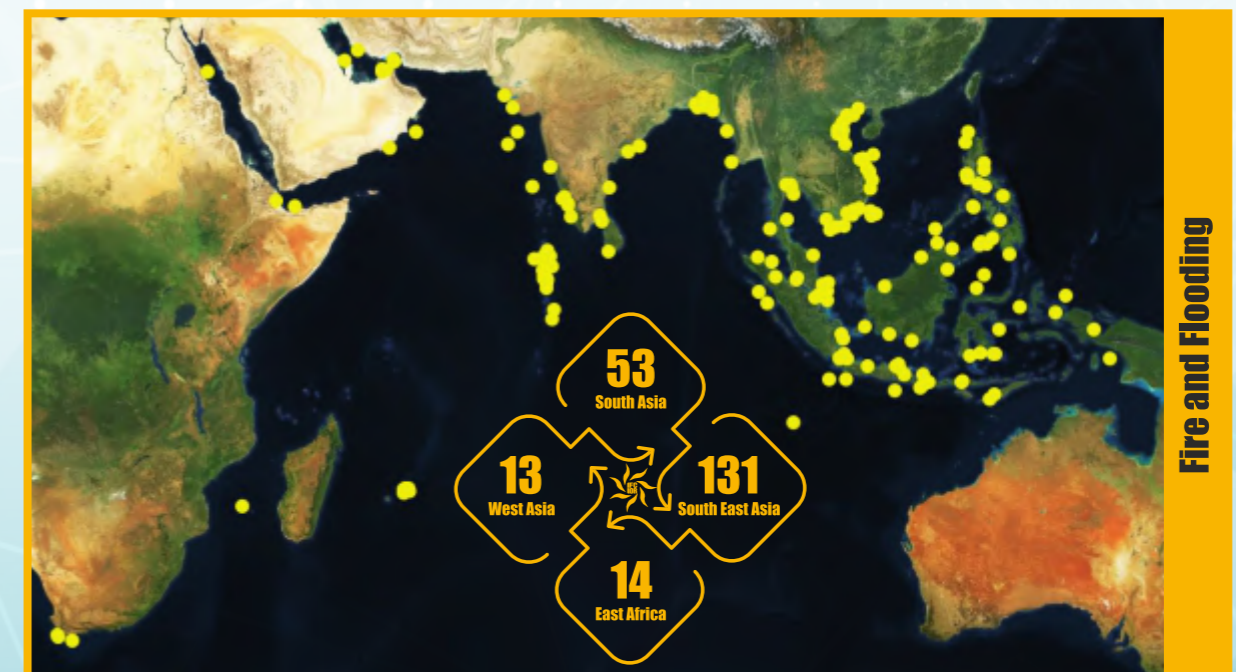 53
South Asia
13
West Asia
131
South East Asia
14
East Africa
Fire and Flooding